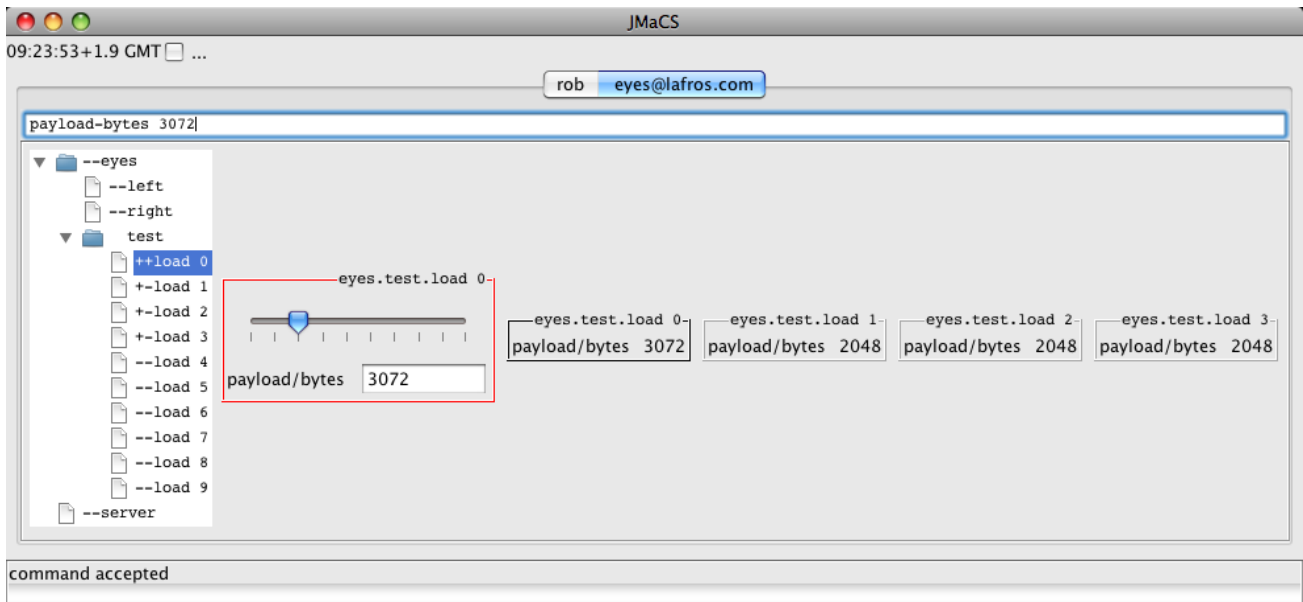 JMaCS
09:23:53+1.9 GMT ...
rob eyes@lafros.com
payload-bytes 3072
--eyes
--left
--right
test
++load 0
+-load 1
+-load 2
+-load 3
--load 4
--load 5
--load 6
--load 7
--load 8
--load 9
--server
eyes.test.load 0
payload/bytes 3072
eyes.test.load 0
payload/bytes 3072
eyes.test.load 1
payload/bytes 2048
eyes.test.load 2
payload/bytes 2048
eyes.test.load 3
payload/bytes 2048
command accepted